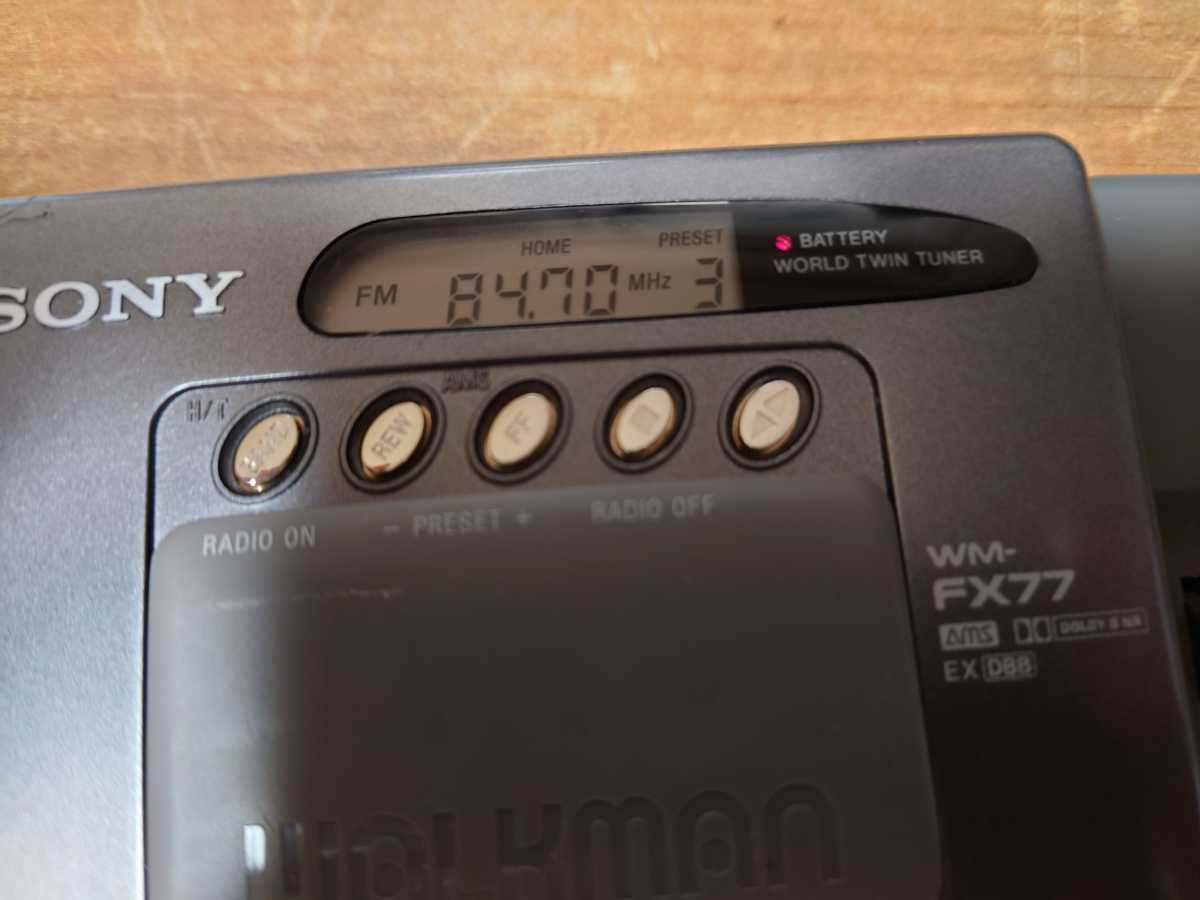 SONY
HOME PRESET
FM 84.70 MHz 3
BATTERY
WORLD TWIN TUNER
H/T
AMS
BAND REW FF
RADIO ON - PRESET + RADIO OFF
WM-
FX77
AMS DOLBY B NR
EX DBB
WALKMAN